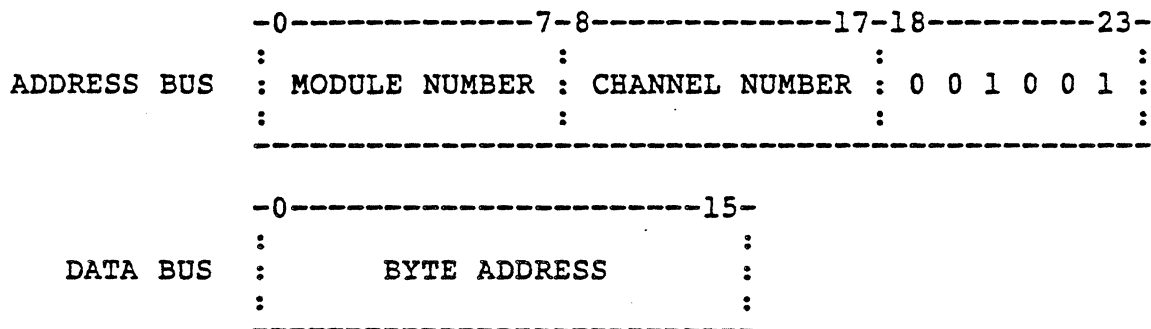 -0-------------7-8-------------17-18---------23-
: : : :
ADDRESS BUS : MODULE NUMBER : CHANNEL NUMBER : 0 0 1 0 0 1 :
: : : :
------------------------------------------------
-0----------------------15-
: :
DATA BUS : BYTE ADDRESS :
: :
---------------------------